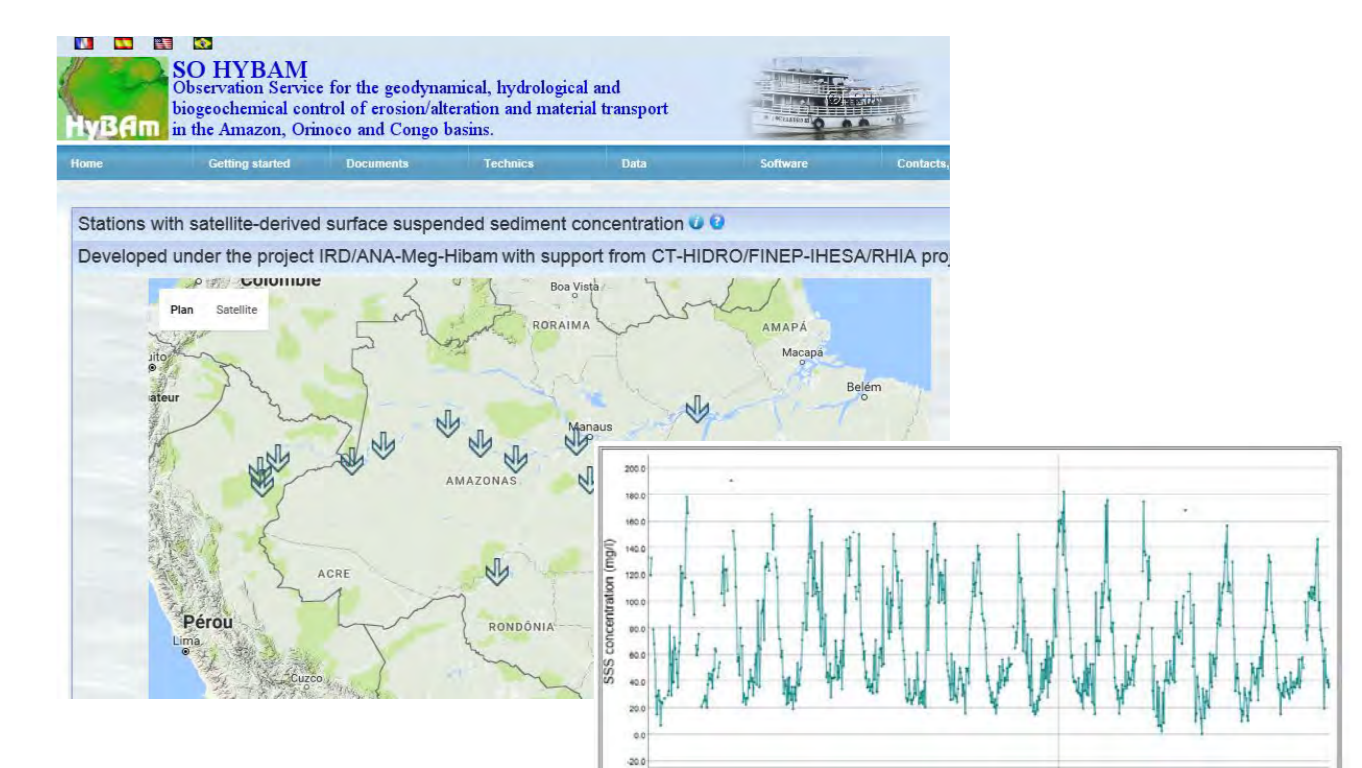 SO HYBAM
Observation Service for the geodynamical, hydrological and
biogeochemical control of erosion/alteration and material transport
in the Amazon, Orinoco and Congo basins.
HyBAm
Home Getting started Documents Technics Data Software Contacts,
Stations with satellite-derived surface suspended sediment concentration
Developed under the project IRD/ANA-Meg-Hibam with support from CT-HIDRO/FINEP-IHESA/RHIA proj
Colombie
Boa Vista
Plan Satellite
RORAIMA
AMAPÁ
Macapá
uito
Belém
ateur
Manaus
AMAZONAS
ACRE
RONDÔNIA
Pérou
Lima
Cuzco
SSS concentration (mg/l)
200.0
180.0
160.0
140.0
120.0
100.0
80.0
60.0
40.0
20.0
0.0
-20.0